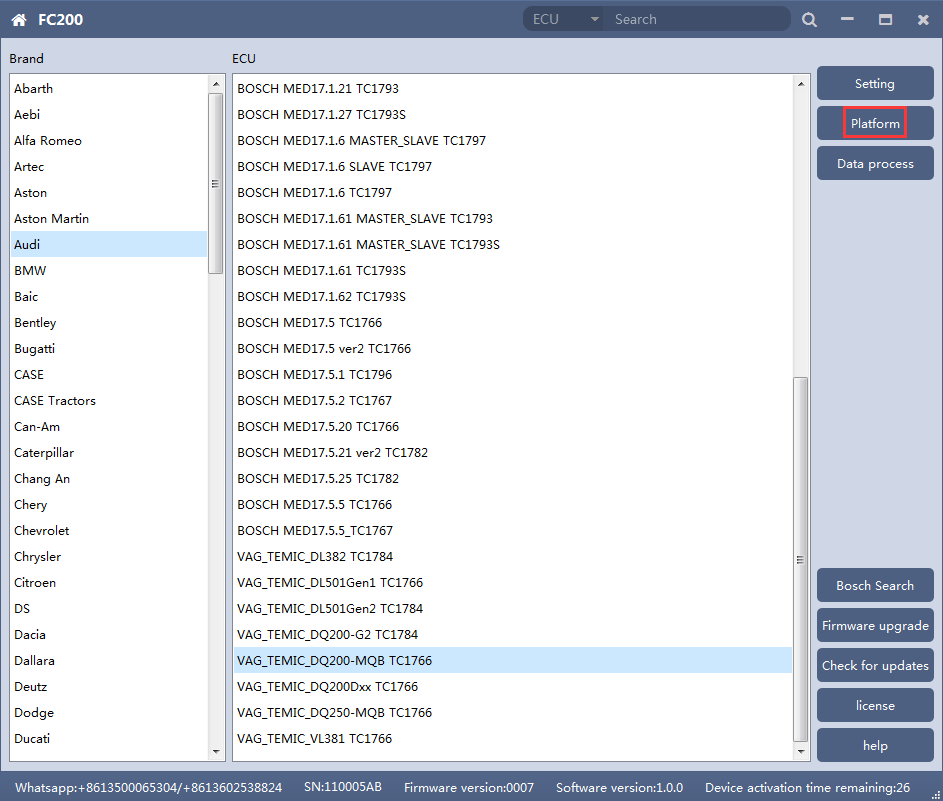 FC200
ECU
Search
Brand
ECU
Abarth
Aebi
Alfa Romeo
Artec
Aston
Aston Martin
Audi
BMW
Baic
Bentley
Bugatti
CASE
CASE Tractors
Can-Am
Caterpillar
Chang An
Chery
Chevrolet
Chrysler
Citroen
DS
Dacia
Dallara
Deutz
Dodge
Ducati
BOSCH MED17.1.21 TC1793
BOSCH MED17.1.27 TC1793S
BOSCH MED17.1.6 MASTER_SLAVE TC1797
BOSCH MED17.1.6 SLAVE TC1797
BOSCH MED17.1.6 TC1797
BOSCH MED17.1.61 MASTER_SLAVE TC1793
BOSCH MED17.1.61 MASTER_SLAVE TC1793S
BOSCH MED17.1.61 TC1793S
BOSCH MED17.1.62 TC1793S
BOSCH MED17.5 TC1766
BOSCH MED17.5 ver2 TC1766
BOSCH MED17.5.1 TC1796
BOSCH MED17.5.2 TC1767
BOSCH MED17.5.20 TC1766
BOSCH MED17.5.21 ver2 TC1782
BOSCH MED17.5.25 TC1782
BOSCH MED17.5.5 TC1766
BOSCH MED17.5.5_TC1767
VAG_TEMIC_DL382 TC1784
VAG_TEMIC_DL501Gen1 TC1766
VAG_TEMIC_DL501Gen2 TC1784
VAG_TEMIC_DQ200-G2 TC1784
VAG_TEMIC_DQ200-MQB TC1766
VAG_TEMIC_DQ200Dxx TC1766
VAG_TEMIC_DQ250-MQB TC1766
VAG_TEMIC_VL381 TC1766
Setting
Platform
Data process
Bosch Search
Firmware upgrade
Check for updates
license
help
Whatsapp:+8613500065304/+8613602538824
SN:110005AB
Firmware version:0007
Software version:1.0.0
Device activation time remaining:26